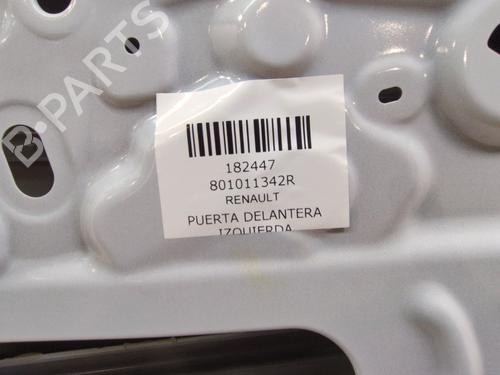 B-PARTS
182447
801011342R
RENAULT
PUERTA DELANTERA
IZQUIERDA